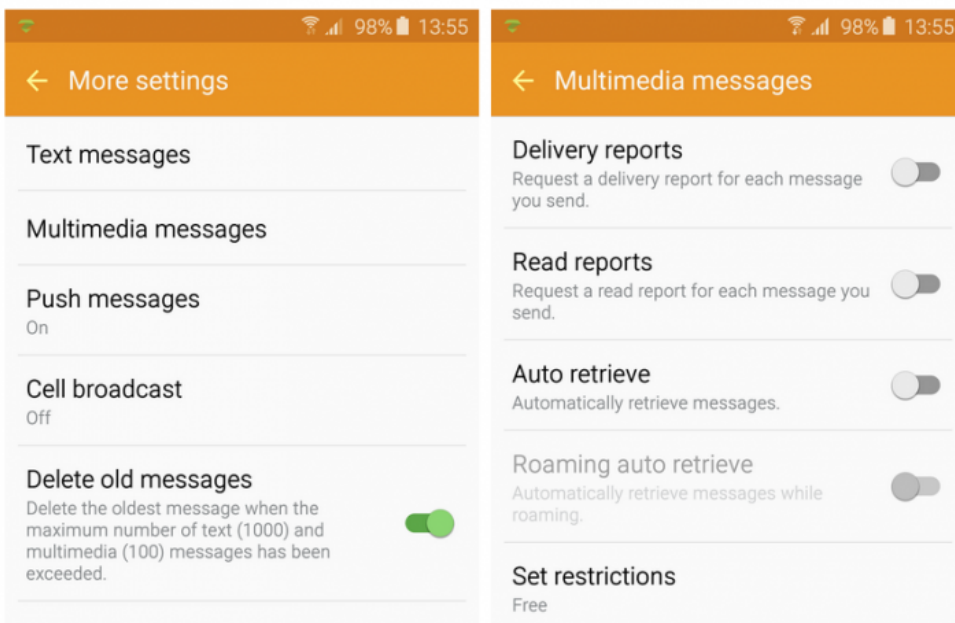 98% 13:55
More settings
Text messages
Multimedia messages
Push messages
On
Cell broadcast
Off
Delete old messages
Delete the oldest message when the
maximum number of text (1000) and
multimedia (100) messages has been
exceeded.
98% 13:55
Multimedia messages
Delivery reports
Request a delivery report for each message
you send.
Read reports
Request a read report for each message you
send.
Auto retrieve
Automatically retrieve messages.
Roaming auto retrieve
Automatically retrieve messages while
roaming.
Set restrictions
Free